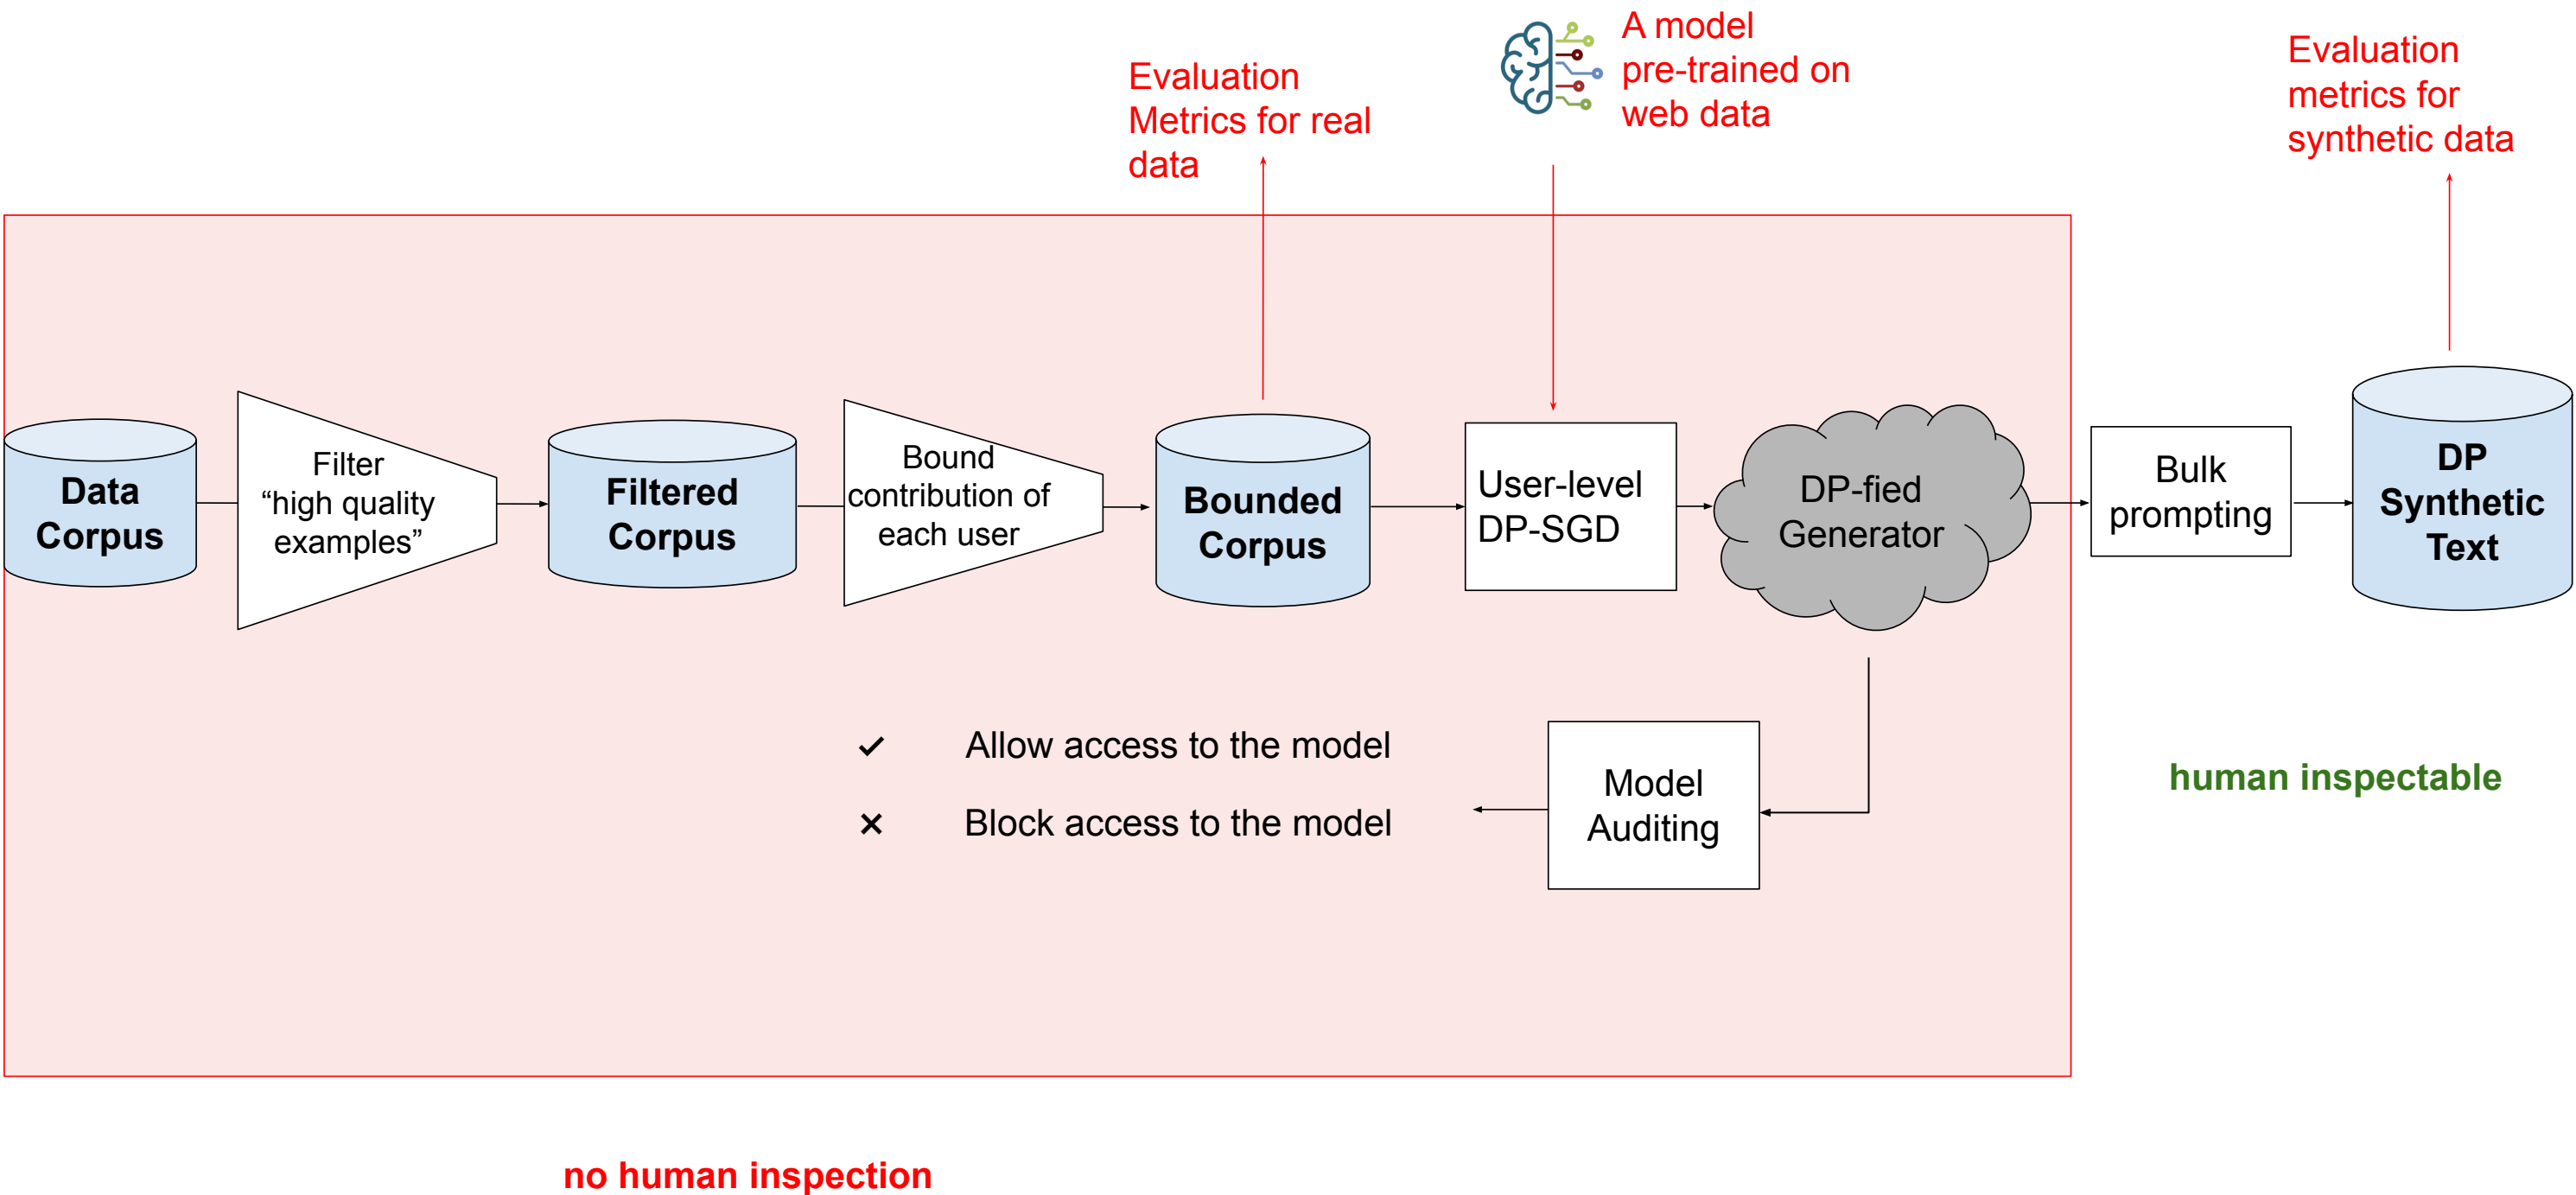 Evaluation
Metrics for real
data
A model
pre-trained on
web data
Evaluation
metrics for
synthetic data
Data
Corpus
Filter
“high quality
examples”
Filtered
Corpus
Bound
contribution of
each user
Bounded
Corpus
User-level
DP-SGD
DP-fied
Generator
Bulk
prompting
DP
Synthetic
Text
✓ Allow access to the model
✕ Block access to the model
Model
Auditing
human inspectable
no human inspection